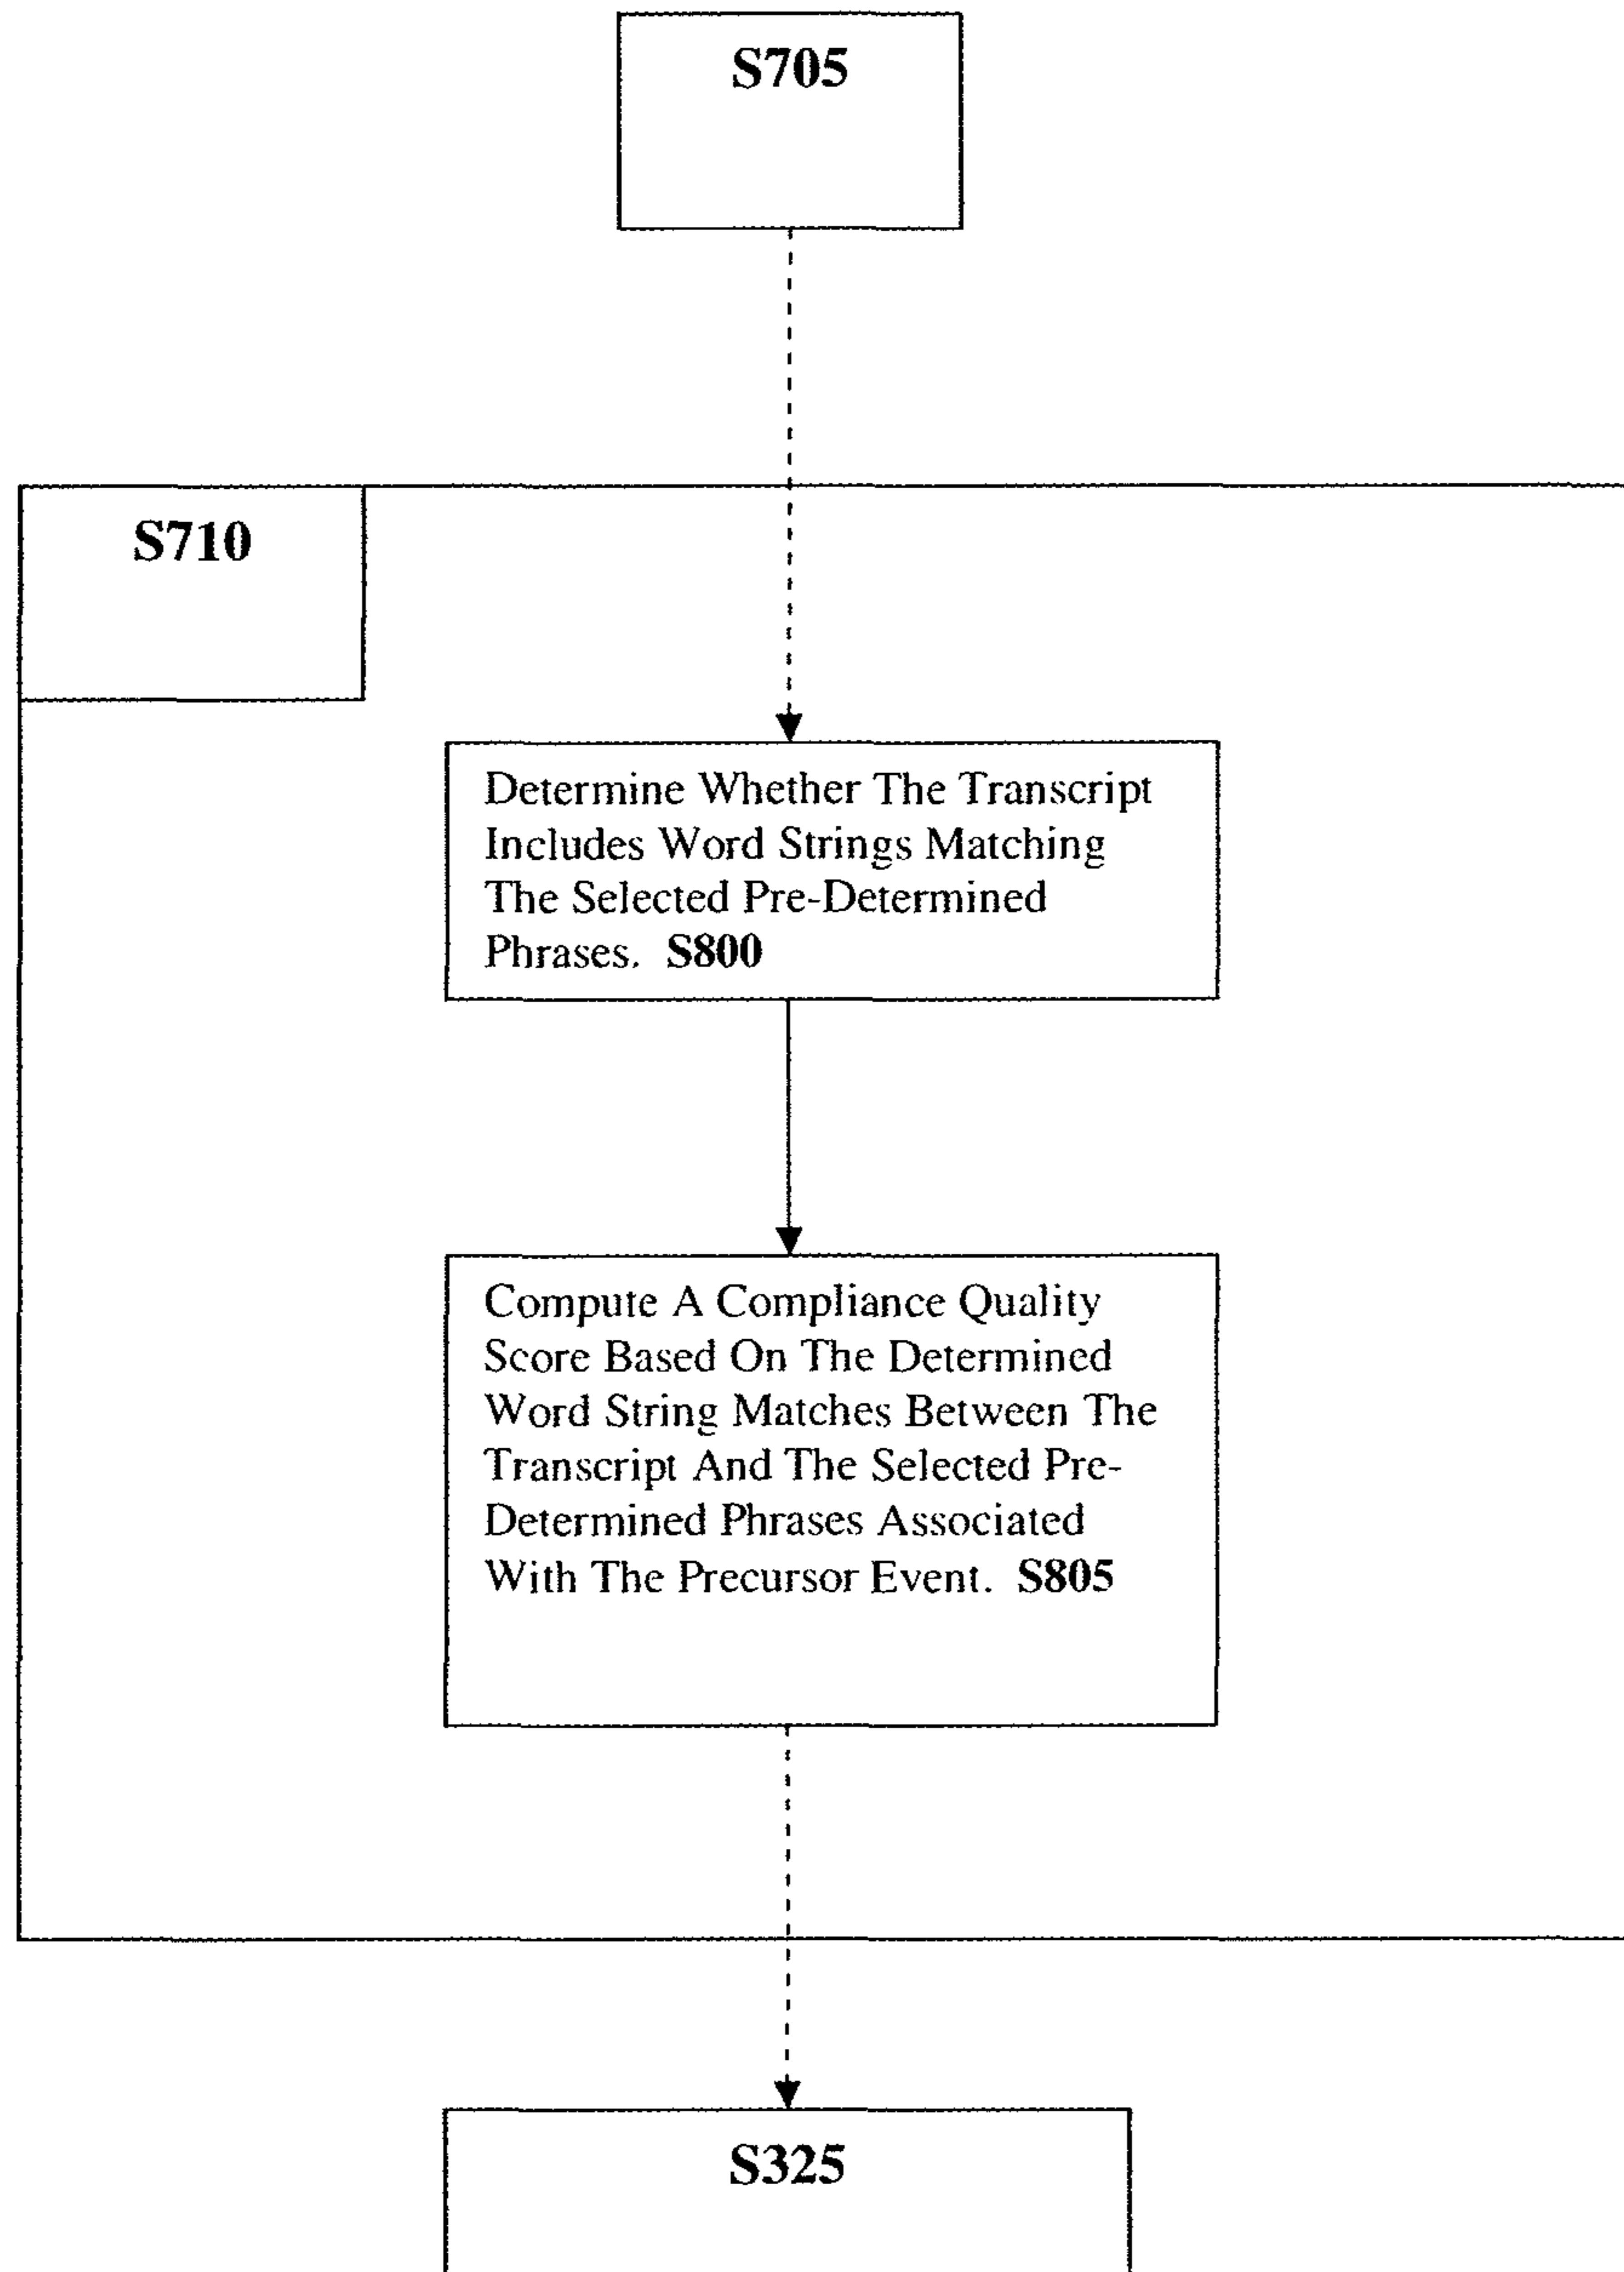 S705
S710
Determine Whether The Transcript
Includes Word Strings Matching
The Selected Pre-Determined
Phrases. S800
Compute A Compliance Quality
Score Based On The Determined
Word String Matches Between The
Transcript And The Selected Pre-
Determined Phrases Associated
With The Precursor Event. S805
S325